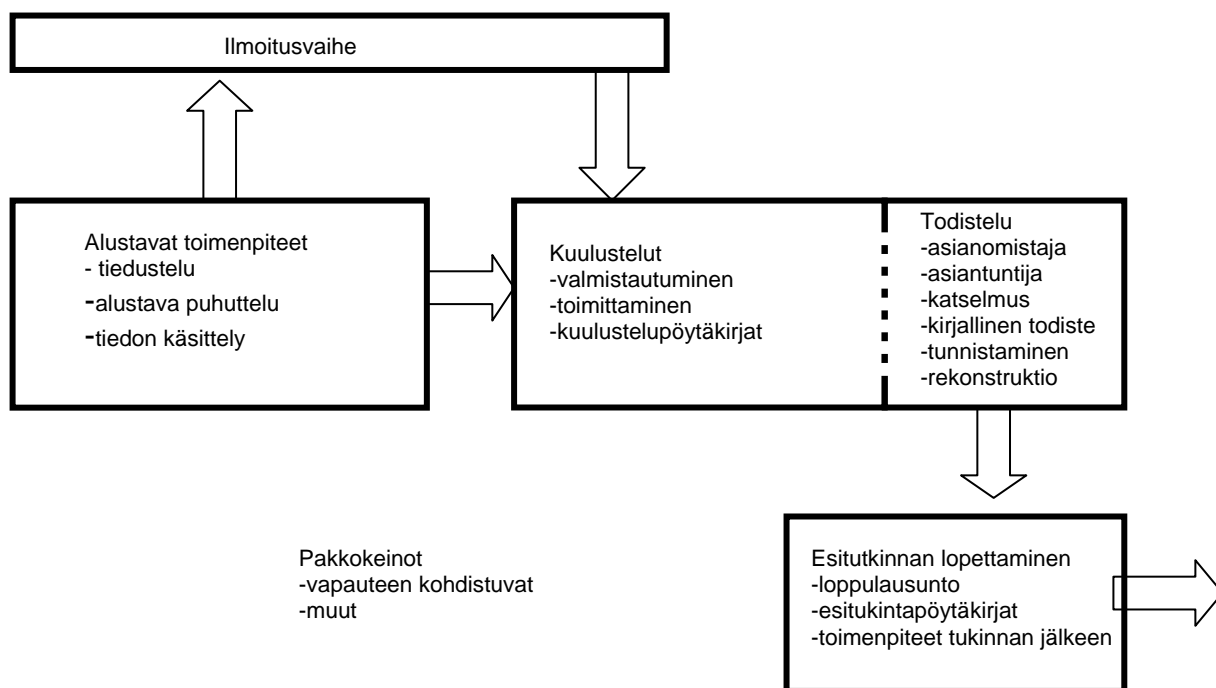 Ilmoitusvaihe
Alustavat toimenpiteet
- tiedustelu
-alustava puhuttelu
-tiedon käsittely
Kuulustelut
-valmistautuminen
-toimittaminen
-kuulustelupöytäkirjat
Todistelu
-asianomistaja
-asiantuntija
-katselmus
-kirjallinen todiste
-tunnistaminen
-rekonstruktio
Pakkokeinot
-vapauteen kohdistuvat
-muut
Esitutkinnan lopettaminen
-loppulausunto
-esitukintapöytäkirjat
-toimenpiteet tukinnan jälkeen